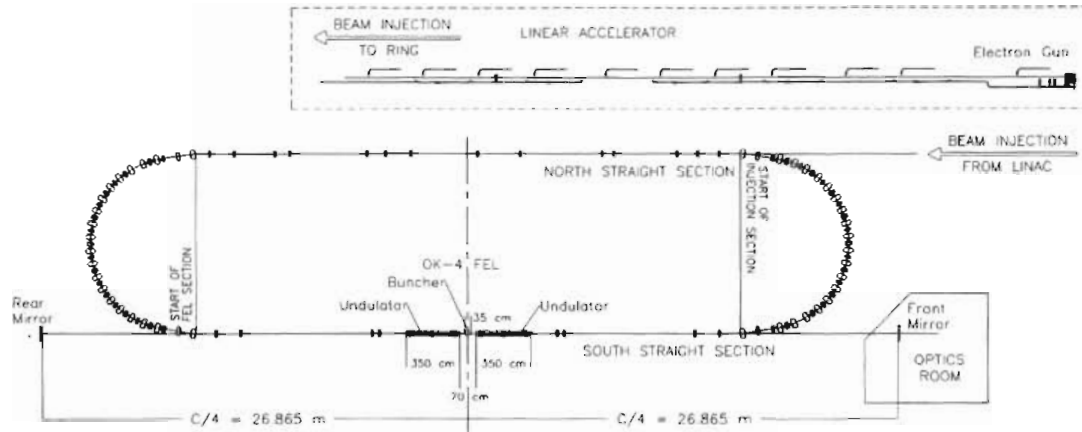 BEAM INJECTION
TO RING
LINEAR ACCELERATOR
Electron Gun
BEAM INJECTION
FROM LINAC
NORTH STRAIGHT SECTION
START OF
INJECTION SECTION
START OF
FEL SECTION
OK-4 FEL
Buncher
Undulator
35 cm
Undulator
Rear
Mirror
Front
Mirror
SOUTH STRAIGHT SECTION
OPTICS
ROOM
350 cm
350 cm
70 cm
C/4 = 26.865 m
C/4 = 26.865 m